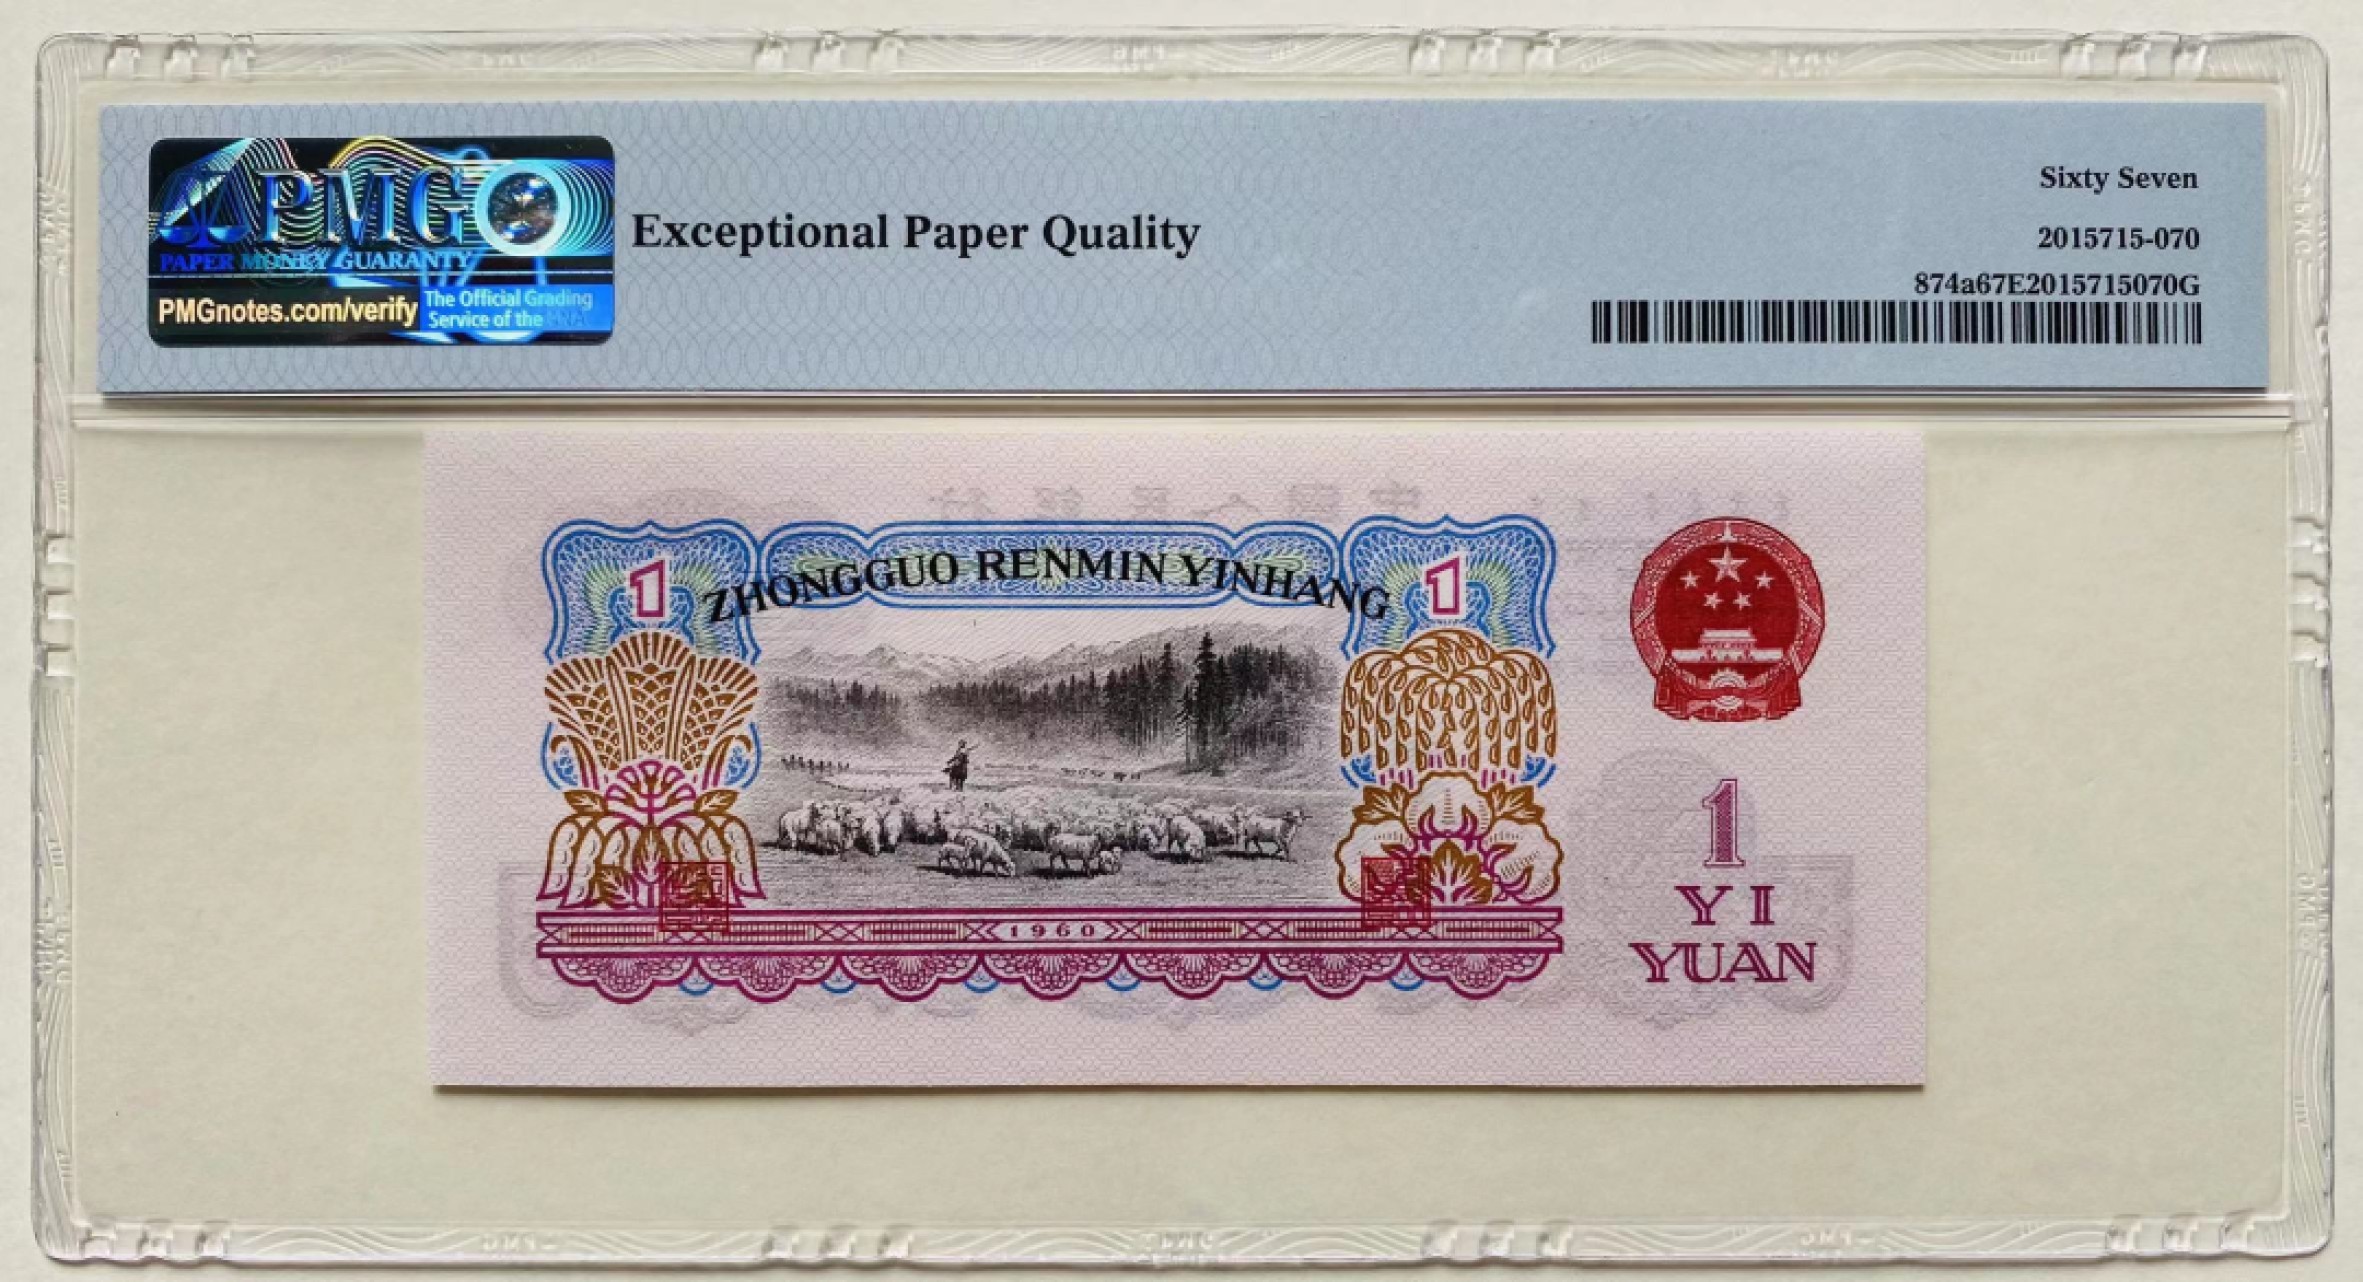 PMG
PAPER MONEY GUARANTY
PMGnotes.com/verify
The Official Grading
Service of the ANA
Exceptional Paper Quality
Sixty Seven
2015715-070
874a67E2015715070G
1
ZHONGGUO RENMIN YINHANG
1
1960
1
YI
YUAN